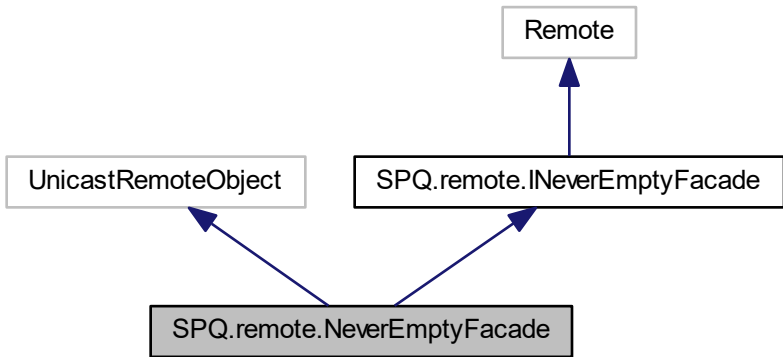 Remote
UnicastRemoteObject
SPQ.remote.INeverEmptyFacade
SPQ.remote.NeverEmptyFacade